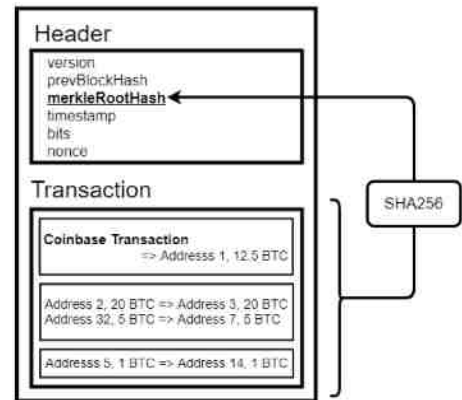 Header
version
prevBlockHash
merkleRootHash
timestamp
bits
nonce
SHA256
Transaction
Coinbase Transaction
=> Addresss 1, 12.5 BTC
Address 2, 20 BTC => Address 3, 20 BTC
Address 32, 5 BTC => Address 7, 5 BTC
Addresss 5, 1 BTC => Address 14, 1 BTC